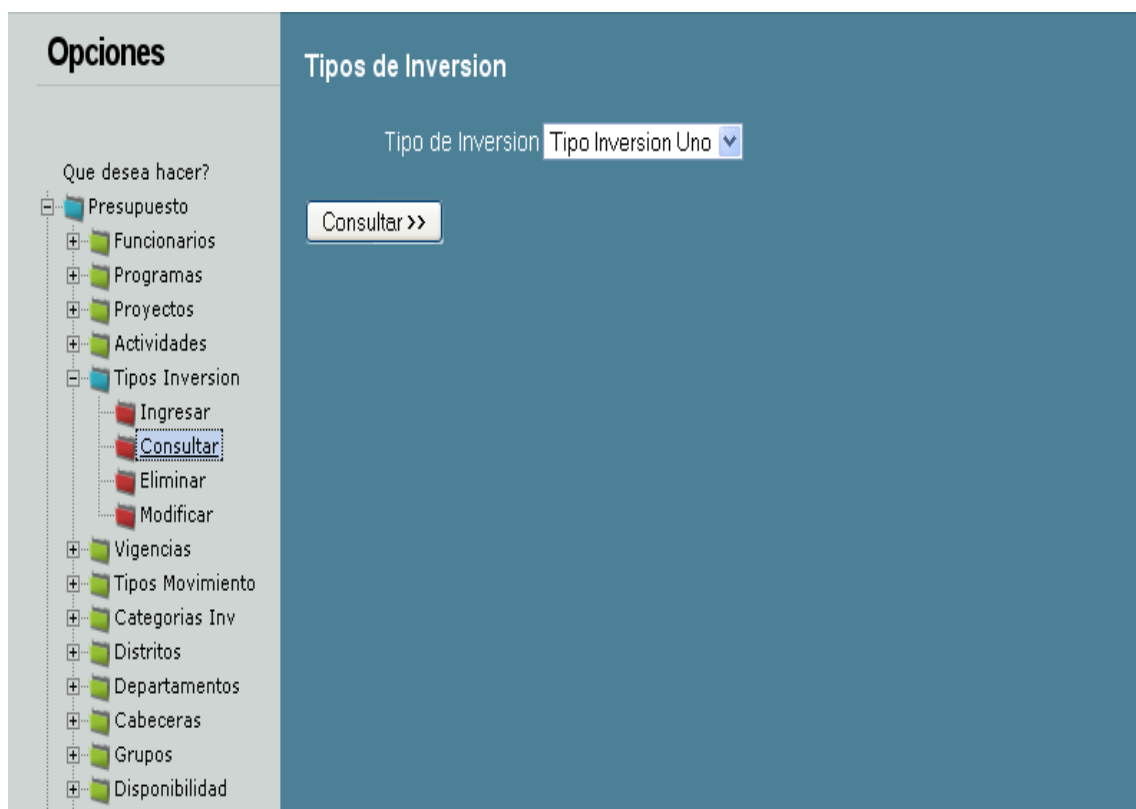 Opciones
Que desea hacer?
Presupuesto
Funcionarios
Programas
Proyectos
Actividades
Tipos Inversion
Ingresar
Consultar
Eliminar
Modificar
Vigencias
Tipos Movimiento
Categorias Inv
Distritos
Departamentos
Cabeceras
Grupos
Disponibilidad
Tipos de Inversion
Tipo de Inversion Tipo Inversion Uno
Consultar >>